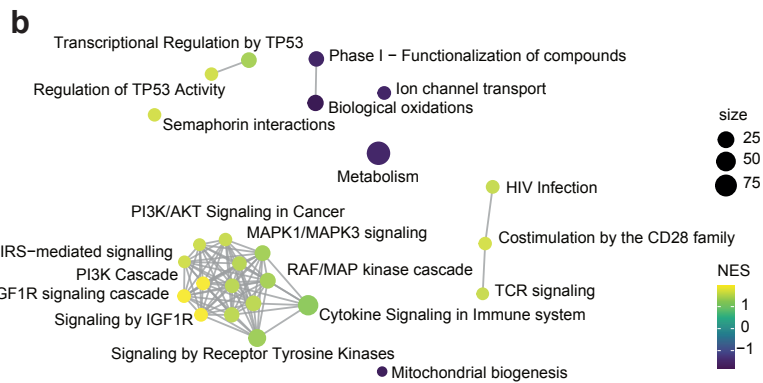 b
Transcriptional Regulation by TP53
Phase I − Functionalization of compounds
Regulation of TP53 Activity
Ion channel transport
Biological oxidations
Semaphorin interactions
Metabolism
size
25
50
75
HIV Infection
PI3K/AKT Signaling in Cancer
MAPK1/MAPK3 signaling
Costimulation by the CD28 family
IRS−mediated signalling
PI3K Cascade
RAF/MAP kinase cascade
GF1R signaling cascade
TCR signaling
Signaling by IGF1R
Cytokine Signaling in Immune system
Signaling by Receptor Tyrosine Kinases
Mitochondrial biogenesis
NES
1
0
−1